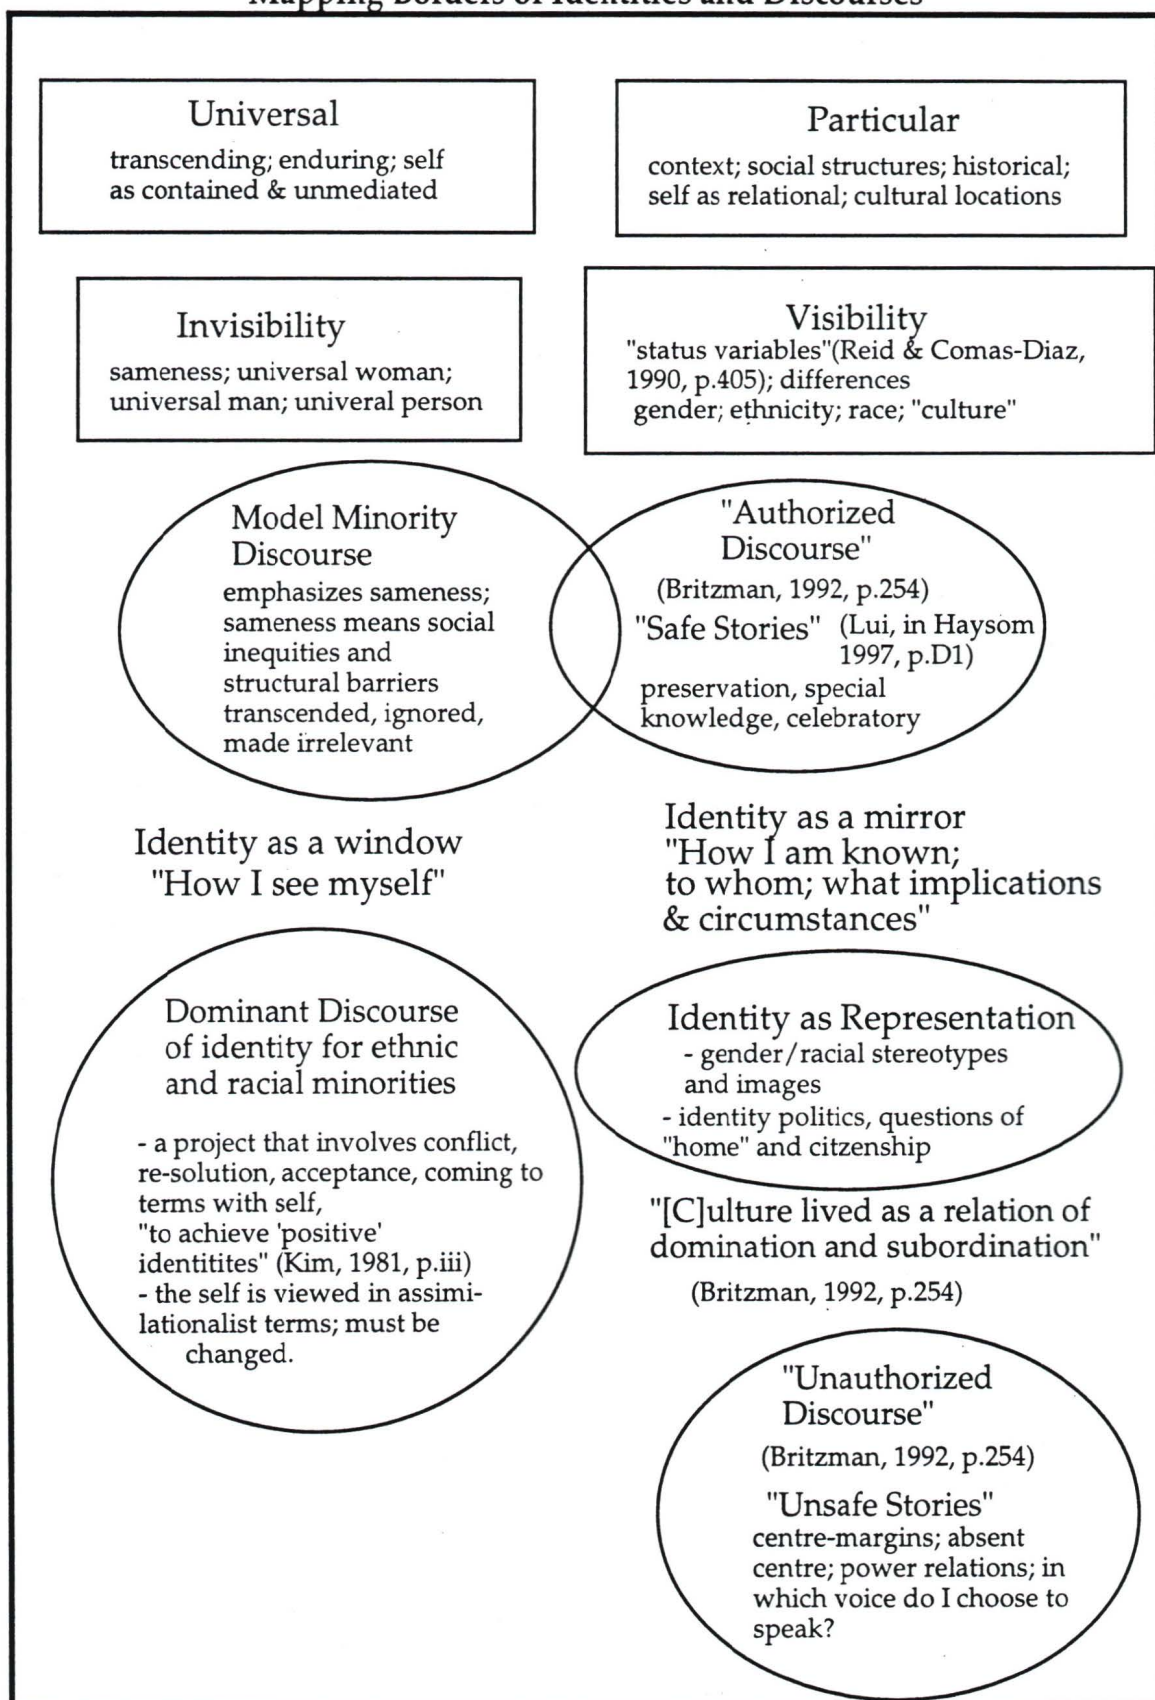 Mapping Borders of Identities and Discourses
Universal
transcending; enduring; self
as contained & unmediated
Particular
context; social structures; historical;
self as relational; cultural locations
Invisibility
sameness; universal woman;
universal man; univeral person
Visibility
"status variables"(Reid & Comas-Diaz,
1990, p.405); differences
gender; ethnicity; race; "culture"
Model Minority
Discourse
emphasizes sameness;
sameness means social
inequities and
structural barriers
transcended, ignored,
made irrelevant
"Authorized
Discourse"
(Britzman, 1992, p.254)
"Safe Stories" (Lui, in Haysom
1997, p.D1)
preservation, special
knowledge, celebratory
Identity as a window
"How I see myself"
Identity as a mirror
"How I am known;
to whom; what implications
& circumstances"
Dominant Discourse
of identity for ethnic
and racial minorities
- a project that involves conflict,
re-solution, acceptance, coming to
terms with self,
"to achieve 'positive'
identitites" (Kim, 1981, p.iii)
- the self is viewed in assimi-
lationalist terms; must be
changed.
Identity as Representation
- gender/racial stereotypes
and images
- identity politics, questions of
"home" and citzenship
"[C]ulture lived as a relation of
domination and subordination"
(Britzman, 1992, p.254)
"Unauthorized
Discourse"
(Britzman, 1992, p.254)
"Unsafe Stories"
centre-margins; absent
centre; power relations; in
which voice do I choose to
speak?